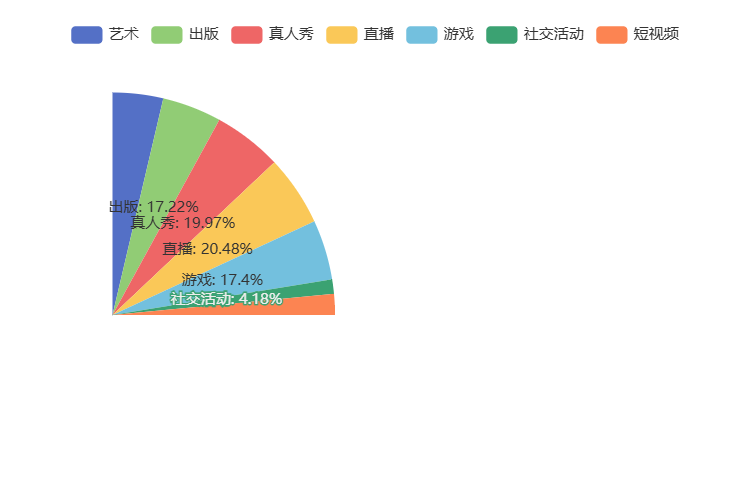 艺术 出版 真人秀 直播 游戏 社交活动 短视频
出版: 17.22%
真人秀: 19.97%
直播: 20.48%
游戏: 17.4%
社交活动: 4.18%